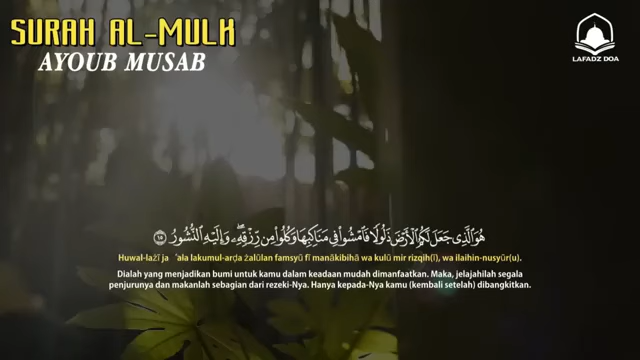 SURAH AL-MULK
AYOUB MUSAB
LAFADZ DOA
هُوَ الَّذِي جَعَلَ لَكُمُ الْأَرْضَ ذَلُولًا فَامْشُوا فِي مَنَاكِبِهَا وَكُلُوا مِن رِّزْقِهِ ۖ وَإِلَيْهِ النُّشُورُ ١٥
Huwal-lażī ja ʻala lakumul-arḍa żalūlan famsyū fī manākibihā wa kulū mir rizqih(ī), wa ilaihin-nusyūr(u).
Dialah yang menjadikan bumi untuk kamu dalam keadaan mudah dimanfaatkan. Maka, jelajahilah segala
penjurunya dan makanlah sebagian dari rezeki-Nya. Hanya kepada-Nya kamu (kembali setelah) dibangkitkan.